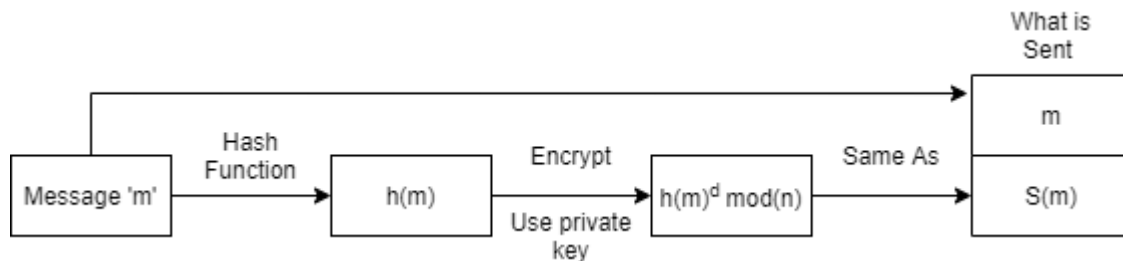 What is
Sent
m
Hash
Function
Encrypt
Same As
Message 'm'
h(m)
h(m)^d mod(n)
S(m)
Use private
key